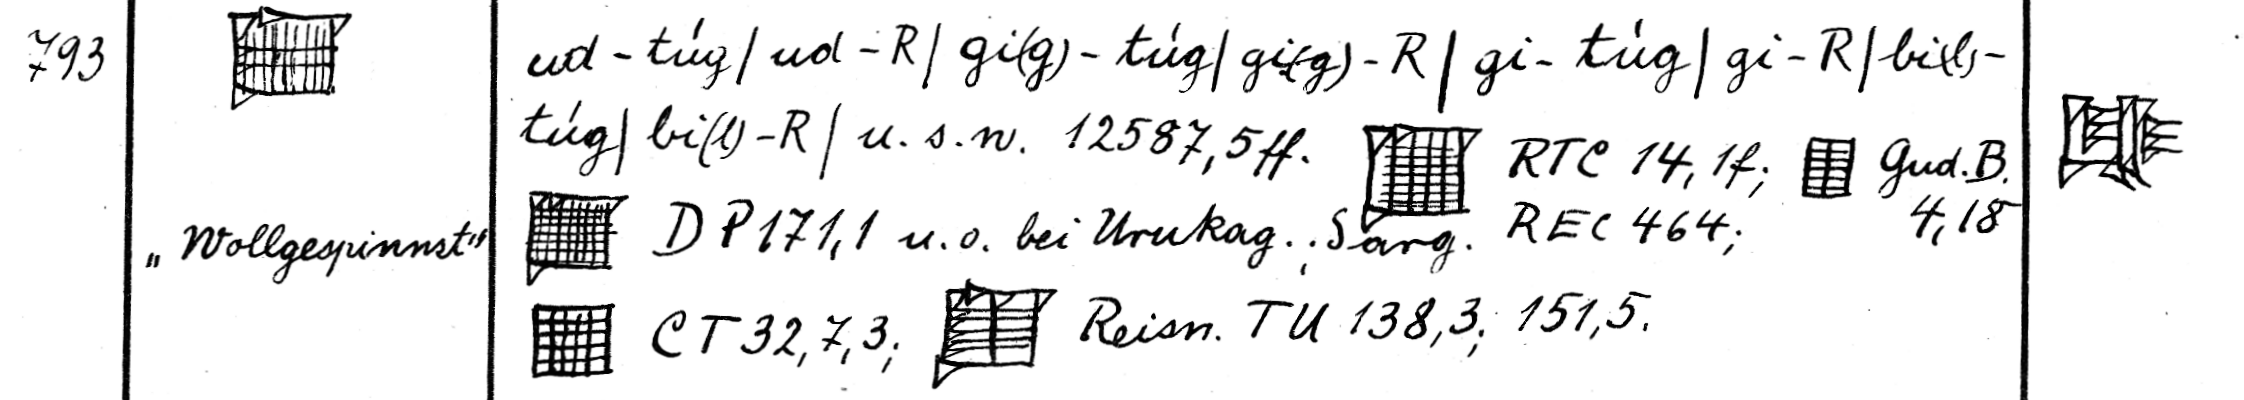 793
ud - túg | ud - R | gi(g) - túg | gi(g) - R | gi - túg | gi - R | bi(l) -
túg | bi(l) - R | u. s. w. 12587,5ff. RTC 14,1f; Gud. B.
4,18
„Wollgespinnst" DP 171,1 u. o. bei Urukag.; Sarg. REC 464;
CT 32,7,3; Reisn. TU 138,3; 151,5.